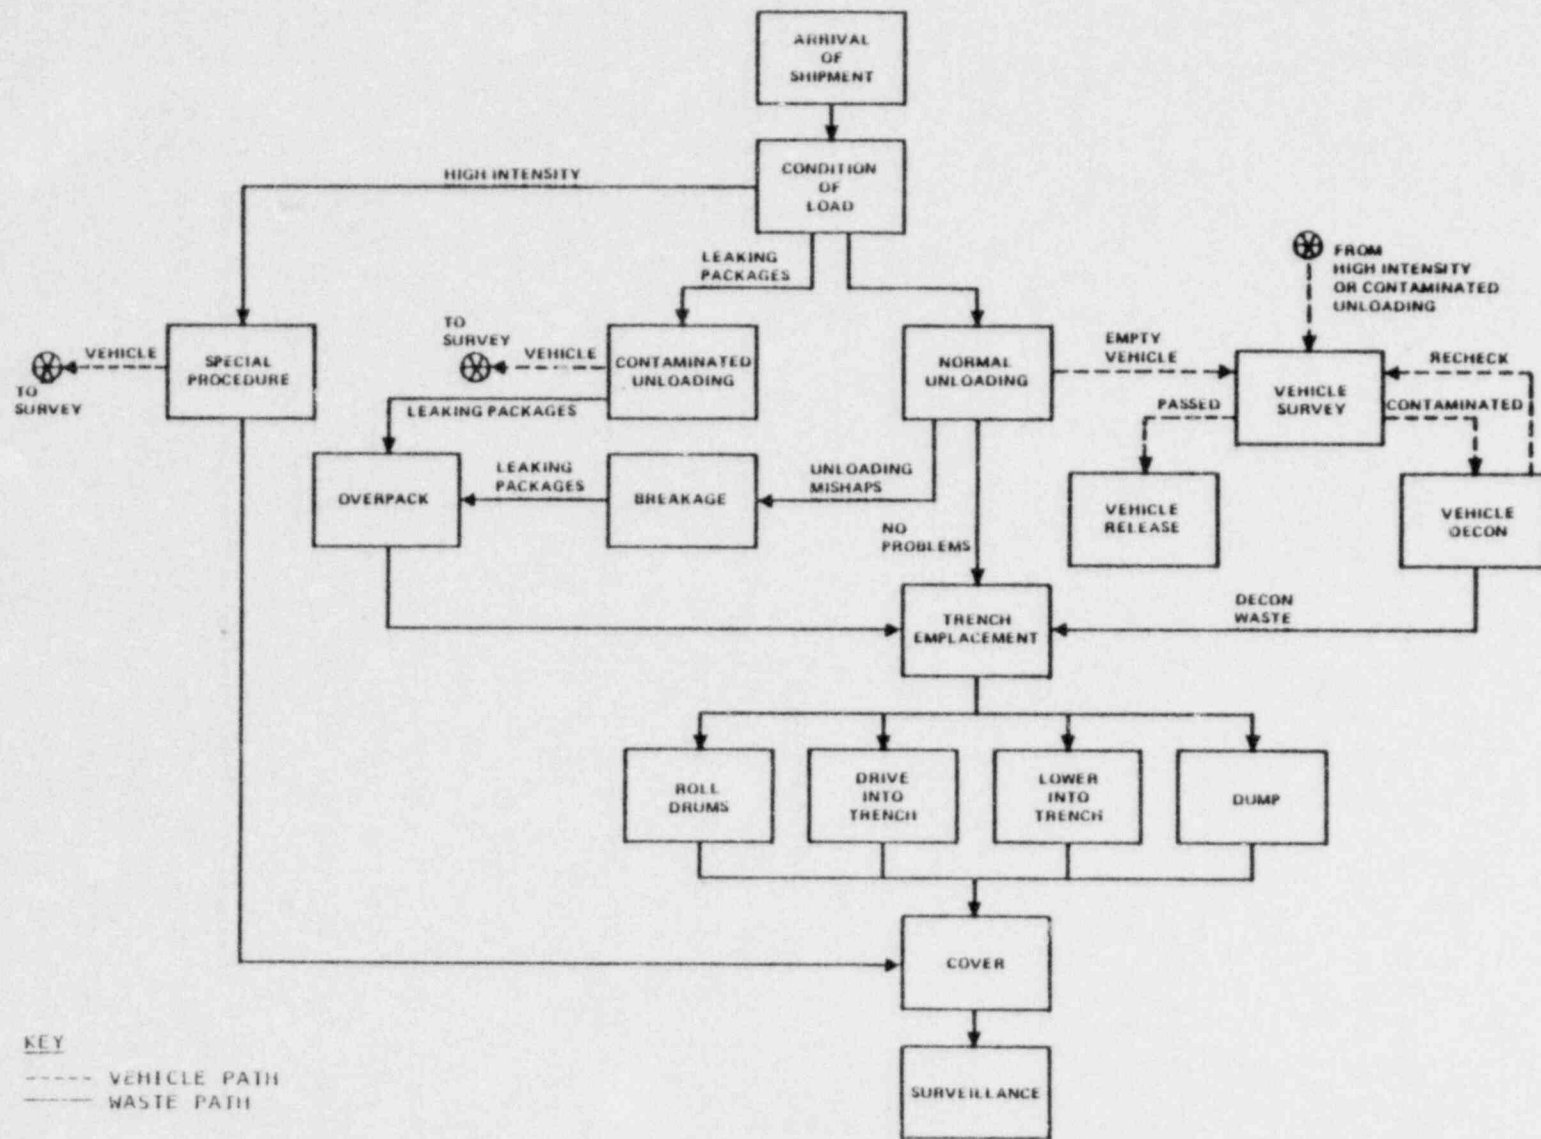 ARRIVAL
OF
SHIPMENT
CONDITION
OF
LOAD
HIGH INTENSITY
LEAKING
PACKAGES
FROM
HIGH INTENSITY
OR CONTAMINATED
UNLOADING
VEHICLE
TO
SURVEY
SPECIAL
PROCEDURE
TO
SURVEY
VEHICLE
CONTAMINATED
UNLOADING
NORMAL
UNLOADING
EMPTY
VEHICLE
VEHICLE
SURVEY
RECHECK
CONTAMINATED
PASSED
LEAKING PACKAGES
OVERPACK
LEAKING
PACKAGES
BREAKAGE
UNLOADING
MISHAPS
NO
PROBLEMS
VEHICLE
RELEASE
VEHICLE
DECON
TRENCH
EMPLACEMENT
DECON
WASTE
ROLL
DRUMS
DRIVE
INTO
TRENCH
LOWER
INTO
TRENCH
DUMP
COVER
SURVEILLANCE
KEY
VEHICLE PATH
WASTE PATH